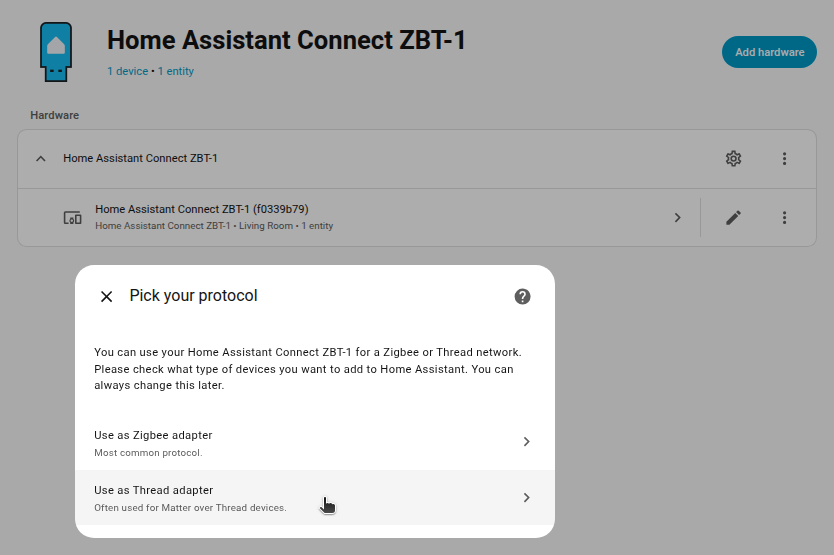 Home Assistant Connect ZBT-1
1 device • 1 entity
Add hardware
Hardware
Home Assistant Connect ZBT-1
Home Assistant Connect ZBT-1 (f0339b79)
Home Assistant Connect ZBT-1 • Living Room • 1 entity
Pick your protocol
You can use your Home Assistant Connect ZBT-1 for a Zigbee or Thread network.
Please check what type of devices you want to add to Home Assistant. You can
always change this later.
Use as Zigbee adapter
Most common protocol.
Use as Thread adapter
Often used for Matter over Thread devices.